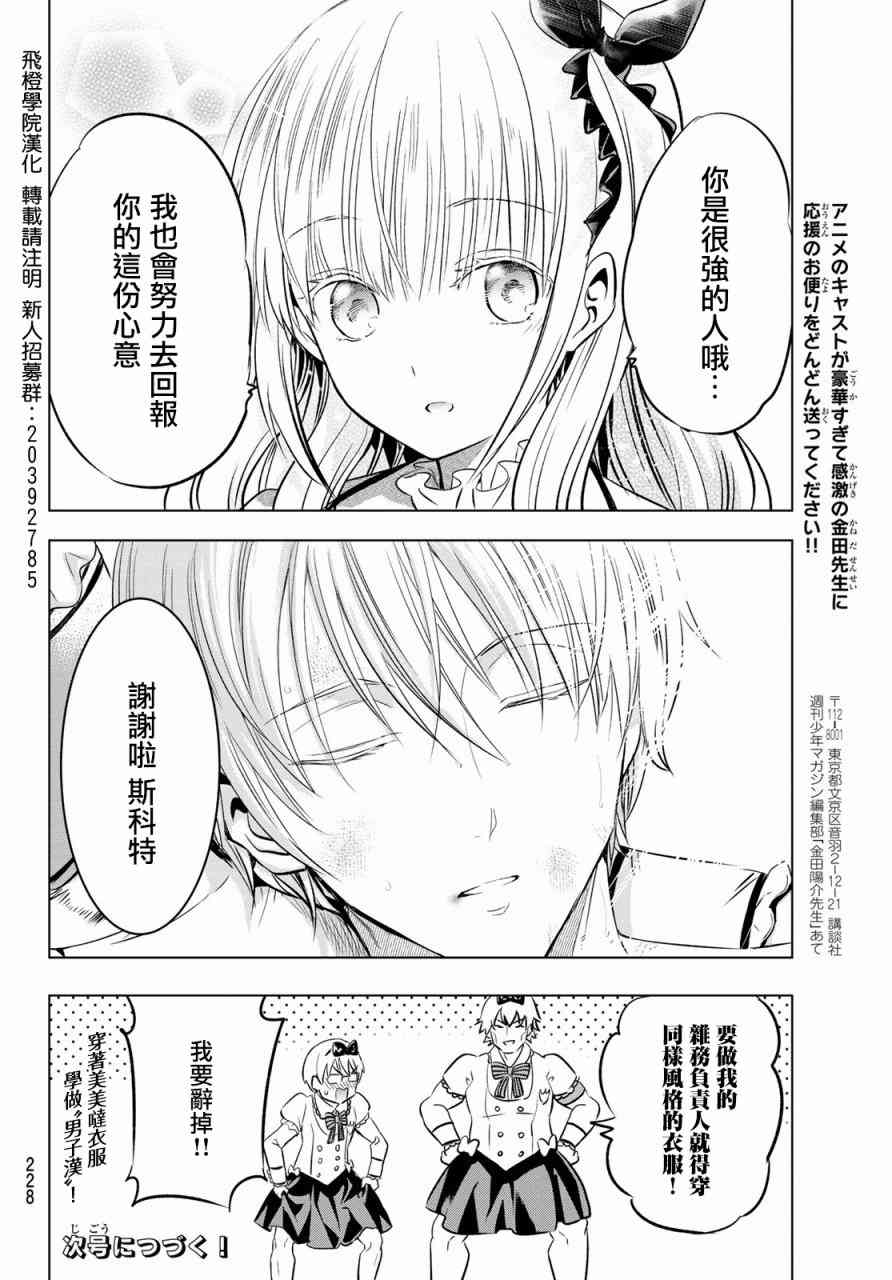 アニメのキャストが豪華すぎて感激の金田先生に
応援のお便りをどんどん送ってください!!
〒112-8001 東京都文京区音羽2-12-21 講談社
週刊少年マガジン編集部「金田陽介先生」あて
你是很強的人哦…
我也會努力去回報
你的這份心意
謝謝啦 斯科特
要做我的
雜務負責人就得穿
同樣風格的衣服！
我要辭掉!!
穿著美美噠衣服
學做"男子漢"！
次号につづく！
飛橙學院漢化 轉載請注明 新人招募群：20392785
228